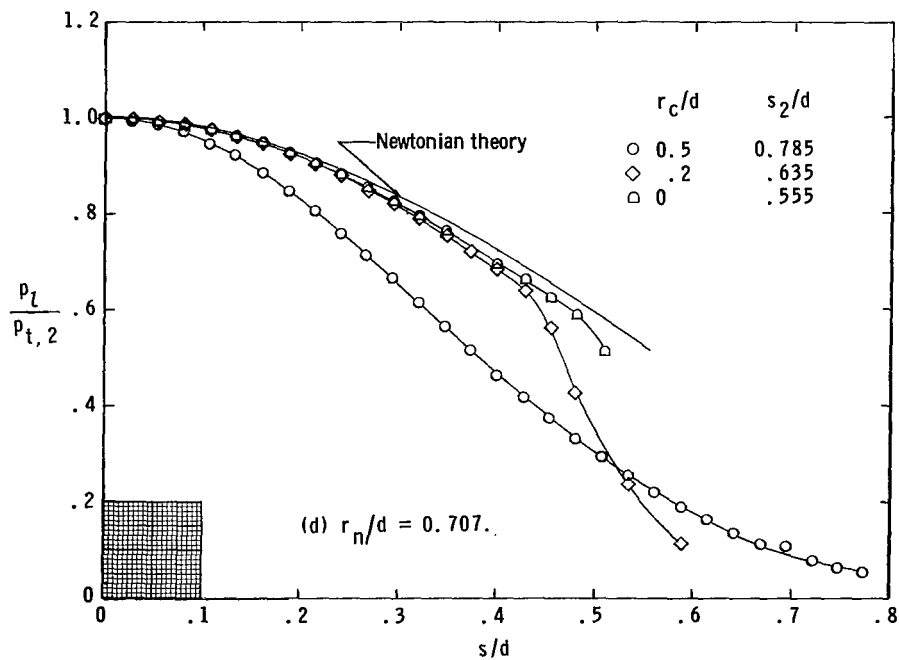 1.2
1.0
.8
.6
.4
.2
0
p_l
p_{t,2}
Newtonian theory
r_c/d s_2/d
0.5 0.785
.2 .635
0 .555
(d) r_n/d = 0.707.
0 .1 .2 .3 .4 .5 .6 .7 .8
s/d